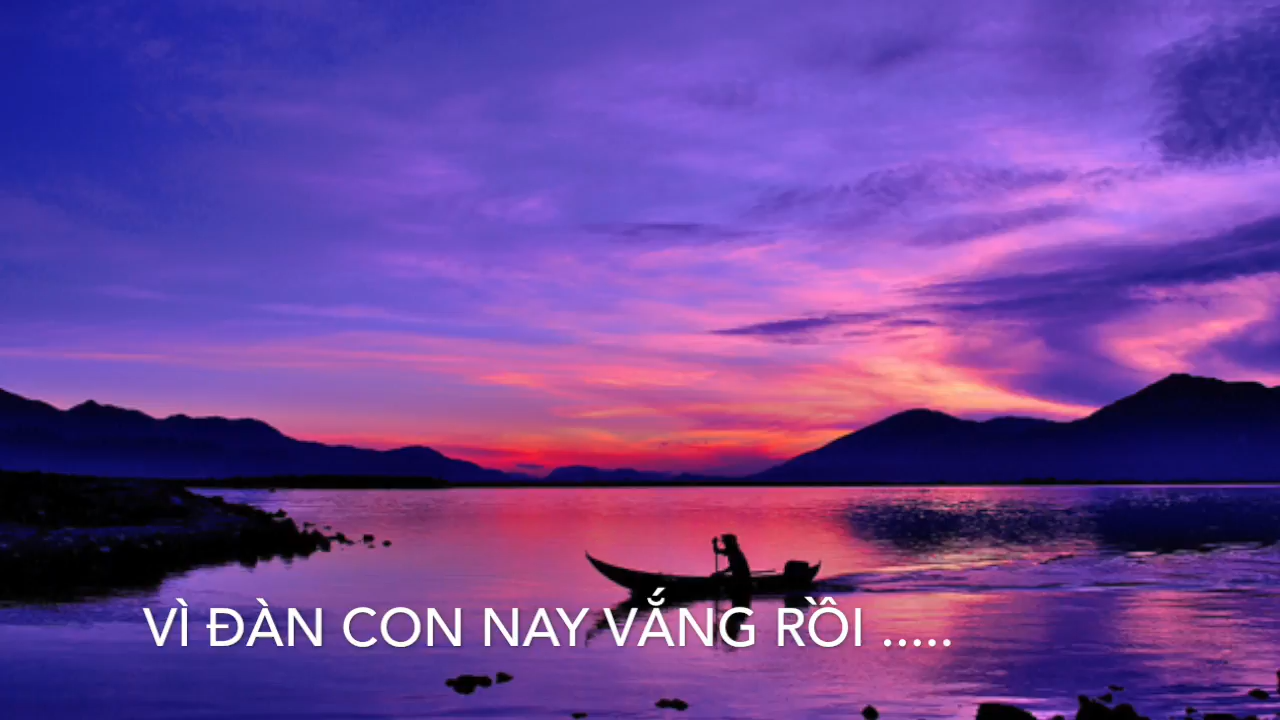 VÌ ĐÀN CON NAY VẮNG RỒI .....